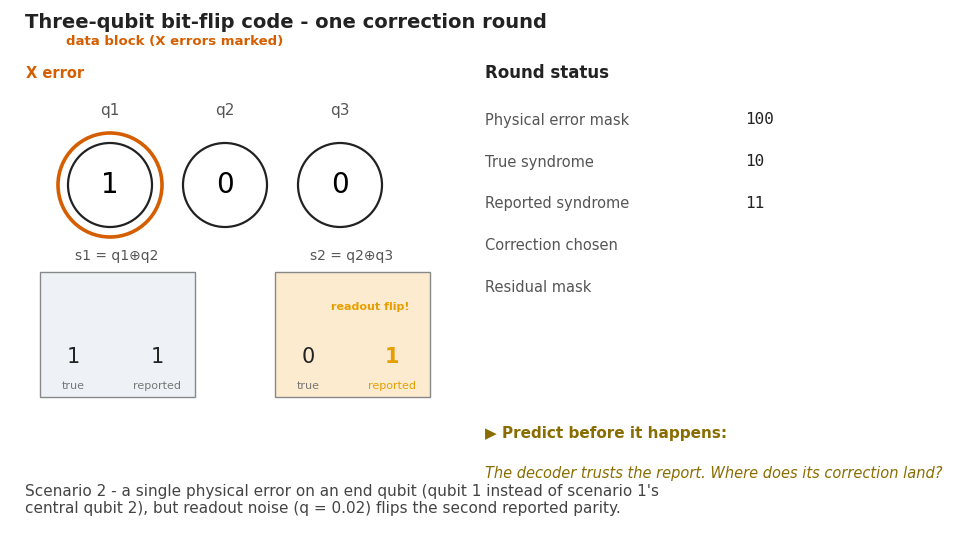 Three-qubit bit-flip code - one correction round
data block (X errors marked)
X error
q1 q2 q3
1 0 0
s1 = q1⊕q2 s2 = q2⊕q3
readout flip!
1 1 0 1
true reported true reported
Round status
Physical error mask 100
True syndrome 10
Reported syndrome 11
Correction chosen
Residual mask
▶ Predict before it happens:
The decoder trusts the report. Where does its correction land?
Scenario 2 - a single physical error on an end qubit (qubit 1 instead of scenario 1's
central qubit 2), but readout noise (q = 0.02) flips the second reported parity.